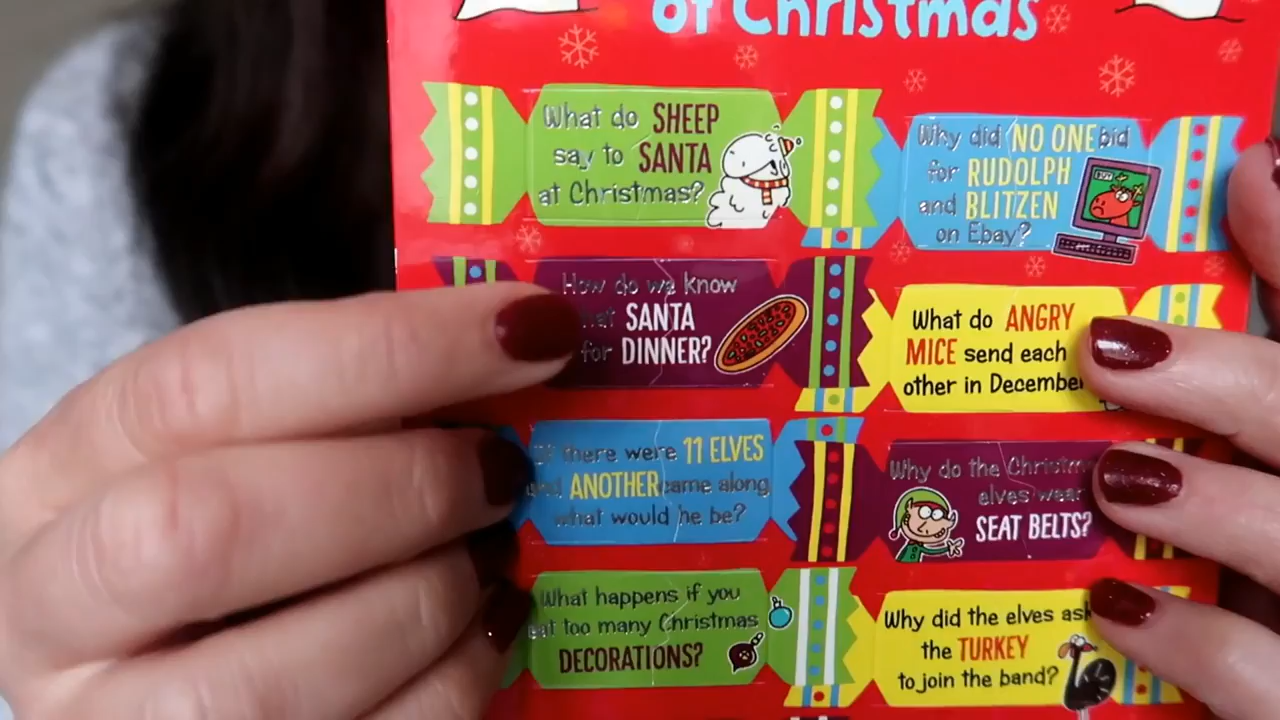 of Christmas
What do SHEEP
say to SANTA
at Christmas?
Why did NO ONE bid
for RUDOLPH
and BLITZEN
on Ebay?
BUY
How do we know
SANTA
for DINNER?
What do ANGRY
MICE send each
other in December
If there were 11 ELVES
and ANOTHER came along
what would he be?
Why do the Christmas
elves wear
SEAT BELTS?
What happens if you
eat too many Christmas
DECORATIONS?
Why did the elves ask
the TURKEY
to join the band?